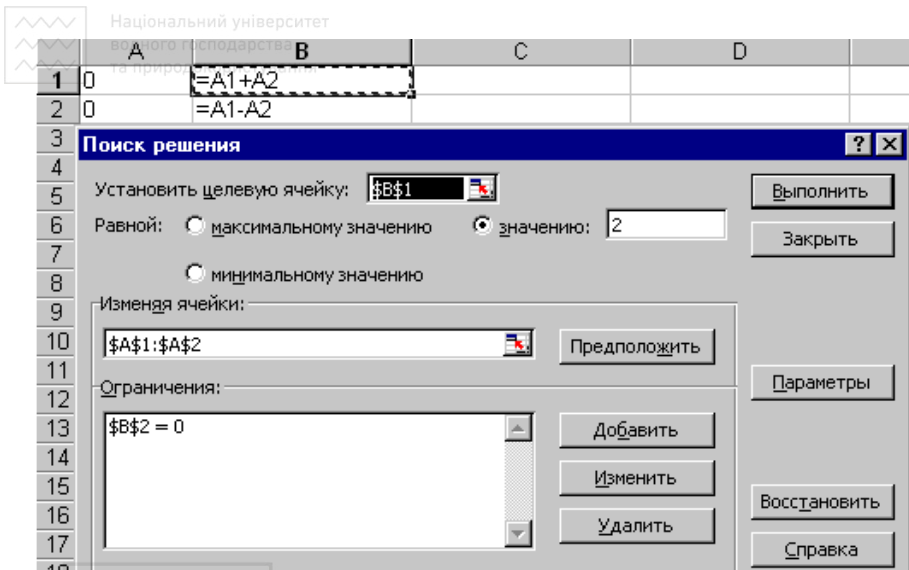 Національний університет
водного господарства
та природокористування
A B C D
1 0 =A1+A2
2 0 =A1-A2
3
Поиск решения
4
5 Установить целевую ячейку: $B$1 Выполнить
6 Равной: максимальному значению значению: 2 Закрыть
7
8 минимальному значению
9 Изменяя ячейки:
10 $A$1:$A$2 Предположить
11 Параметры
12 Ограничения:
13 $B$2 = 0 Добавить
14
15 Изменить
16 Восстановить
17 Удалить Справка
18